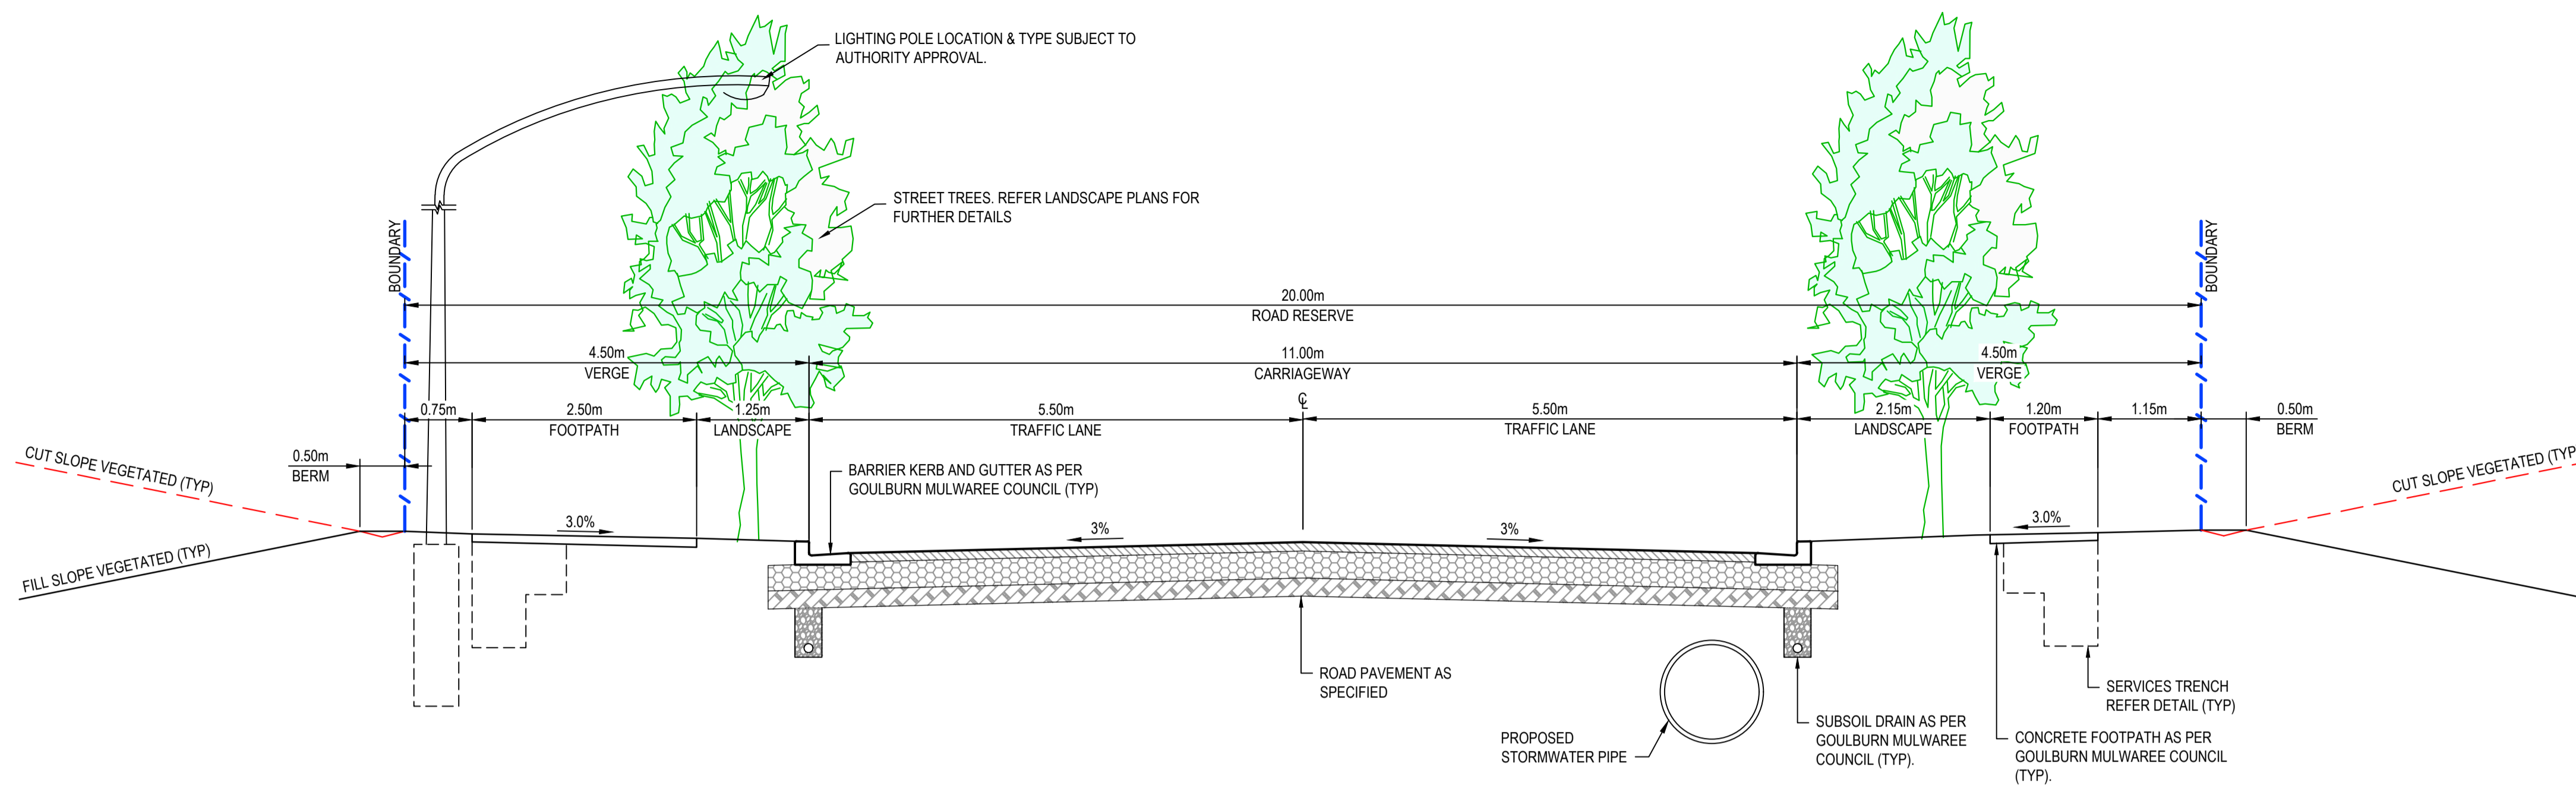 LIGHTING POLE LOCATION & TYPE SUBJECT TO
AUTHORITY APPROVAL.
STREET TREES. REFER LANDSCAPE PLANS FOR
FURTHER DETAILS
BOUNDARY
BOUNDARY
20.00m
ROAD RESERVE
4.50m
VERGE
11.00m
CARRIAGEWAY
4.50m
VERGE
0.75m
2.50m
FOOTPATH
1.25m
LANDSCAPE
5.50m
TRAFFIC LANE
℄
5.50m
TRAFFIC LANE
2.15m
LANDSCAPE
1.20m
FOOTPATH
1.15m
0.50m
BERM
0.50m
BERM
CUT SLOPE VEGETATED (TYP)
CUT SLOPE VEGETATED (TYP
BARRIER KERB AND GUTTER AS PER
GOULBURN MULWAREE COUNCIL (TYP)
3.0%
3%
3%
3.0%
FILL SLOPE VEGETATED (TYP)
ROAD PAVEMENT AS
SPECIFIED
PROPOSED
STORMWATER PIPE
SUBSOIL DRAIN AS PER
GOULBURN MULWAREE
COUNCIL (TYP).
SERVICES TRENCH
REFER DETAIL (TYP)
CONCRETE FOOTPATH AS PER
GOULBURN MULWAREE COUNCIL
(TYP).